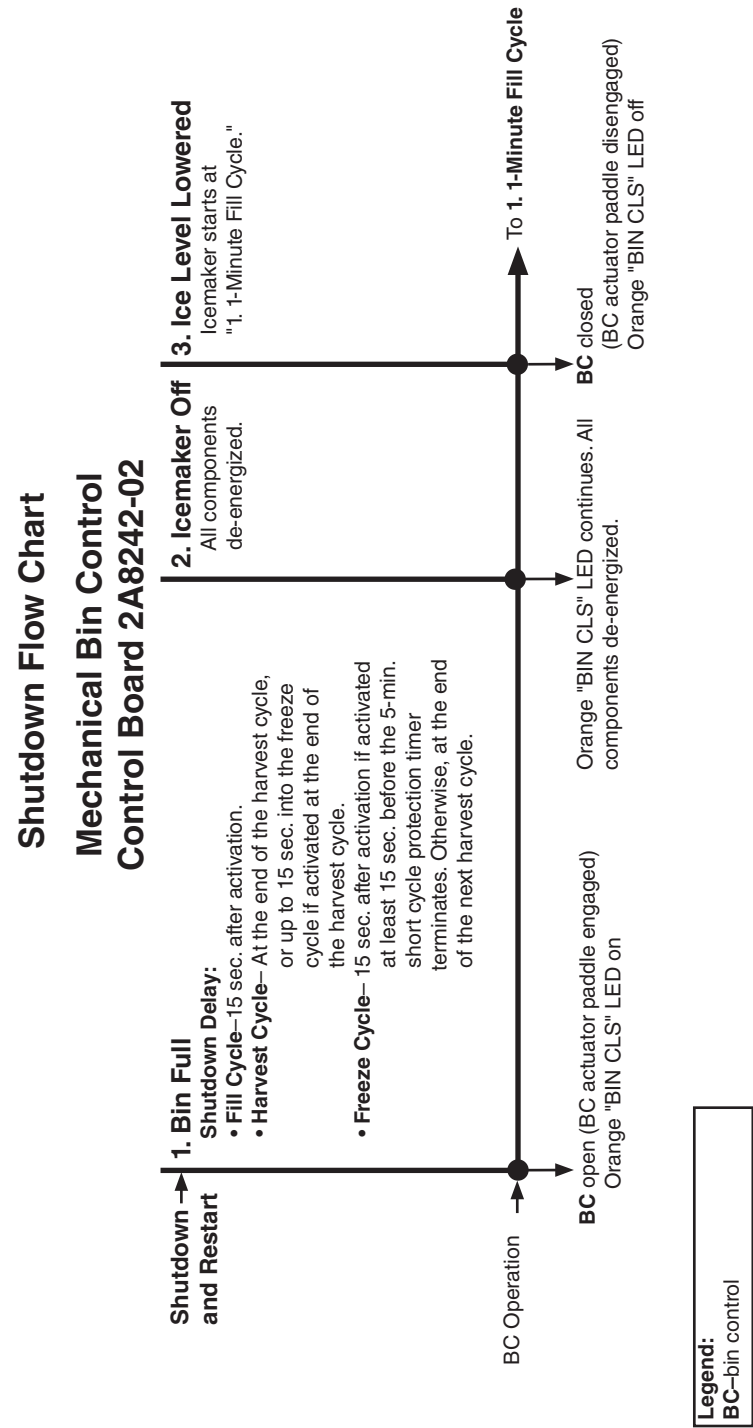 Shutdown Flow Chart
Mechanical Bin Control
Control Board 2A8242-02
Shutdown
and Restart
1. Bin Full
Shutdown Delay:
• Fill Cycle–15 sec. after activation.
• Harvest Cycle– At the end of the harvest cycle,
or up to 15 sec. into the freeze
cycle if activated at the end of
the harvest cycle.
• Freeze Cycle– 15 sec. after activation if activated
at least 15 sec. before the 5-min.
short cycle protection timer
terminates. Otherwise, at the end
of the next harvest cycle.
2. Icemaker Off
All components
de-energized.
3. Ice Level Lowered
Icemaker starts at
"1. 1-Minute Fill Cycle."
BC Operation
To 1. 1-Minute Fill Cycle
BC open (BC actuator paddle engaged)
Orange "BIN CLS" LED on
Orange "BIN CLS" LED continues. All
components de-energized.
BC closed
(BC actuator paddle disengaged)
Orange "BIN CLS" LED off
Legend:
BC–bin control